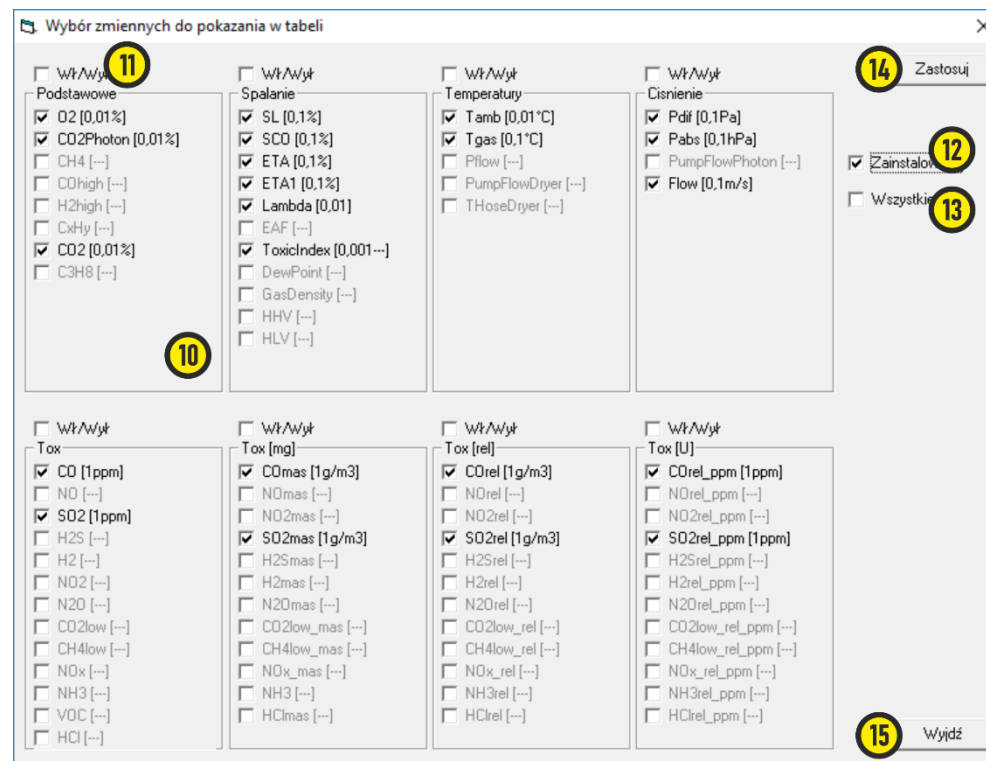 Wybór zmiennych do pokazania w tabeli
Wł/Wył
11
Podstawowe
O2 [0,01%]
CO2Photon [0,01%]
CH4 [---]
COhigh [---]
H2high [---]
CxHy [---]
CO2 [0,01%]
C3H8 [---]
10
Wł/Wył
Spalanie
SL [0,1%]
SCO [0,1%]
ETA [0,1%]
ETA1 [0,1%]
Lambda [0,01]
EAF [---]
ToxicIndex [0,001---]
DewPoint [---]
GasDensity [---]
HHV [---]
HLV [---]
Wł/Wył
Temperatury
Tamb [0,01°C]
Tgas [0,1°C]
Pflow [---]
PumpFlowDryer [---]
THoseDryer [---]
Wł/Wył
Cisnienie
Pdif [0,1Pa]
Pabs [0,1hPa]
PumpFlowPhoton [---]
Flow [0,1m/s]
14
Zastosuj
12
13
Wszystkie
Wł/Wył
Tox
CO [1ppm]
NO [---]
SO2 [1ppm]
H2S [---]
H2 [---]
NO2 [---]
N2O [---]
CO2low [---]
CH4low [---]
NOx [---]
NH3 [---]
VOC [---]
HCl [---]
Wł/Wył
Tox [mg]
COmas [1g/m3]
NOmas [---]
NO2mas [---]
SO2mas [1g/m3]
H2Smas [---]
H2mas [---]
N2Omas [---]
CO2low_mas [---]
CH4low_mas [---]
NOx_mas [---]
NH3 [---]
HClmas [---]
Wł/Wył
Tox [rel]
COrel [1g/m3]
NOrel [---]
NO2rel [---]
SO2rel [1g/m3]
H2Srel [---]
H2rel [---]
N2Orel [---]
CO2low_rel [---]
CH4low_rel [---]
NOx_rel [---]
NH3rel [---]
HClrel [---]
Wł/Wył
Tox [U]
COrel_ppm [1ppm]
NOrel_ppm [---]
NO2rel_ppm [---]
SO2rel_ppm [1ppm]
H2Srel_ppm [---]
H2rel_ppm [---]
N2Orel_ppm [---]
CO2low_rel_ppm [---]
CH4low_rel_ppm [---]
NOx_rel_ppm [---]
NH3rel_ppm [---]
HClrel_ppm [---]
15
Wyjdź